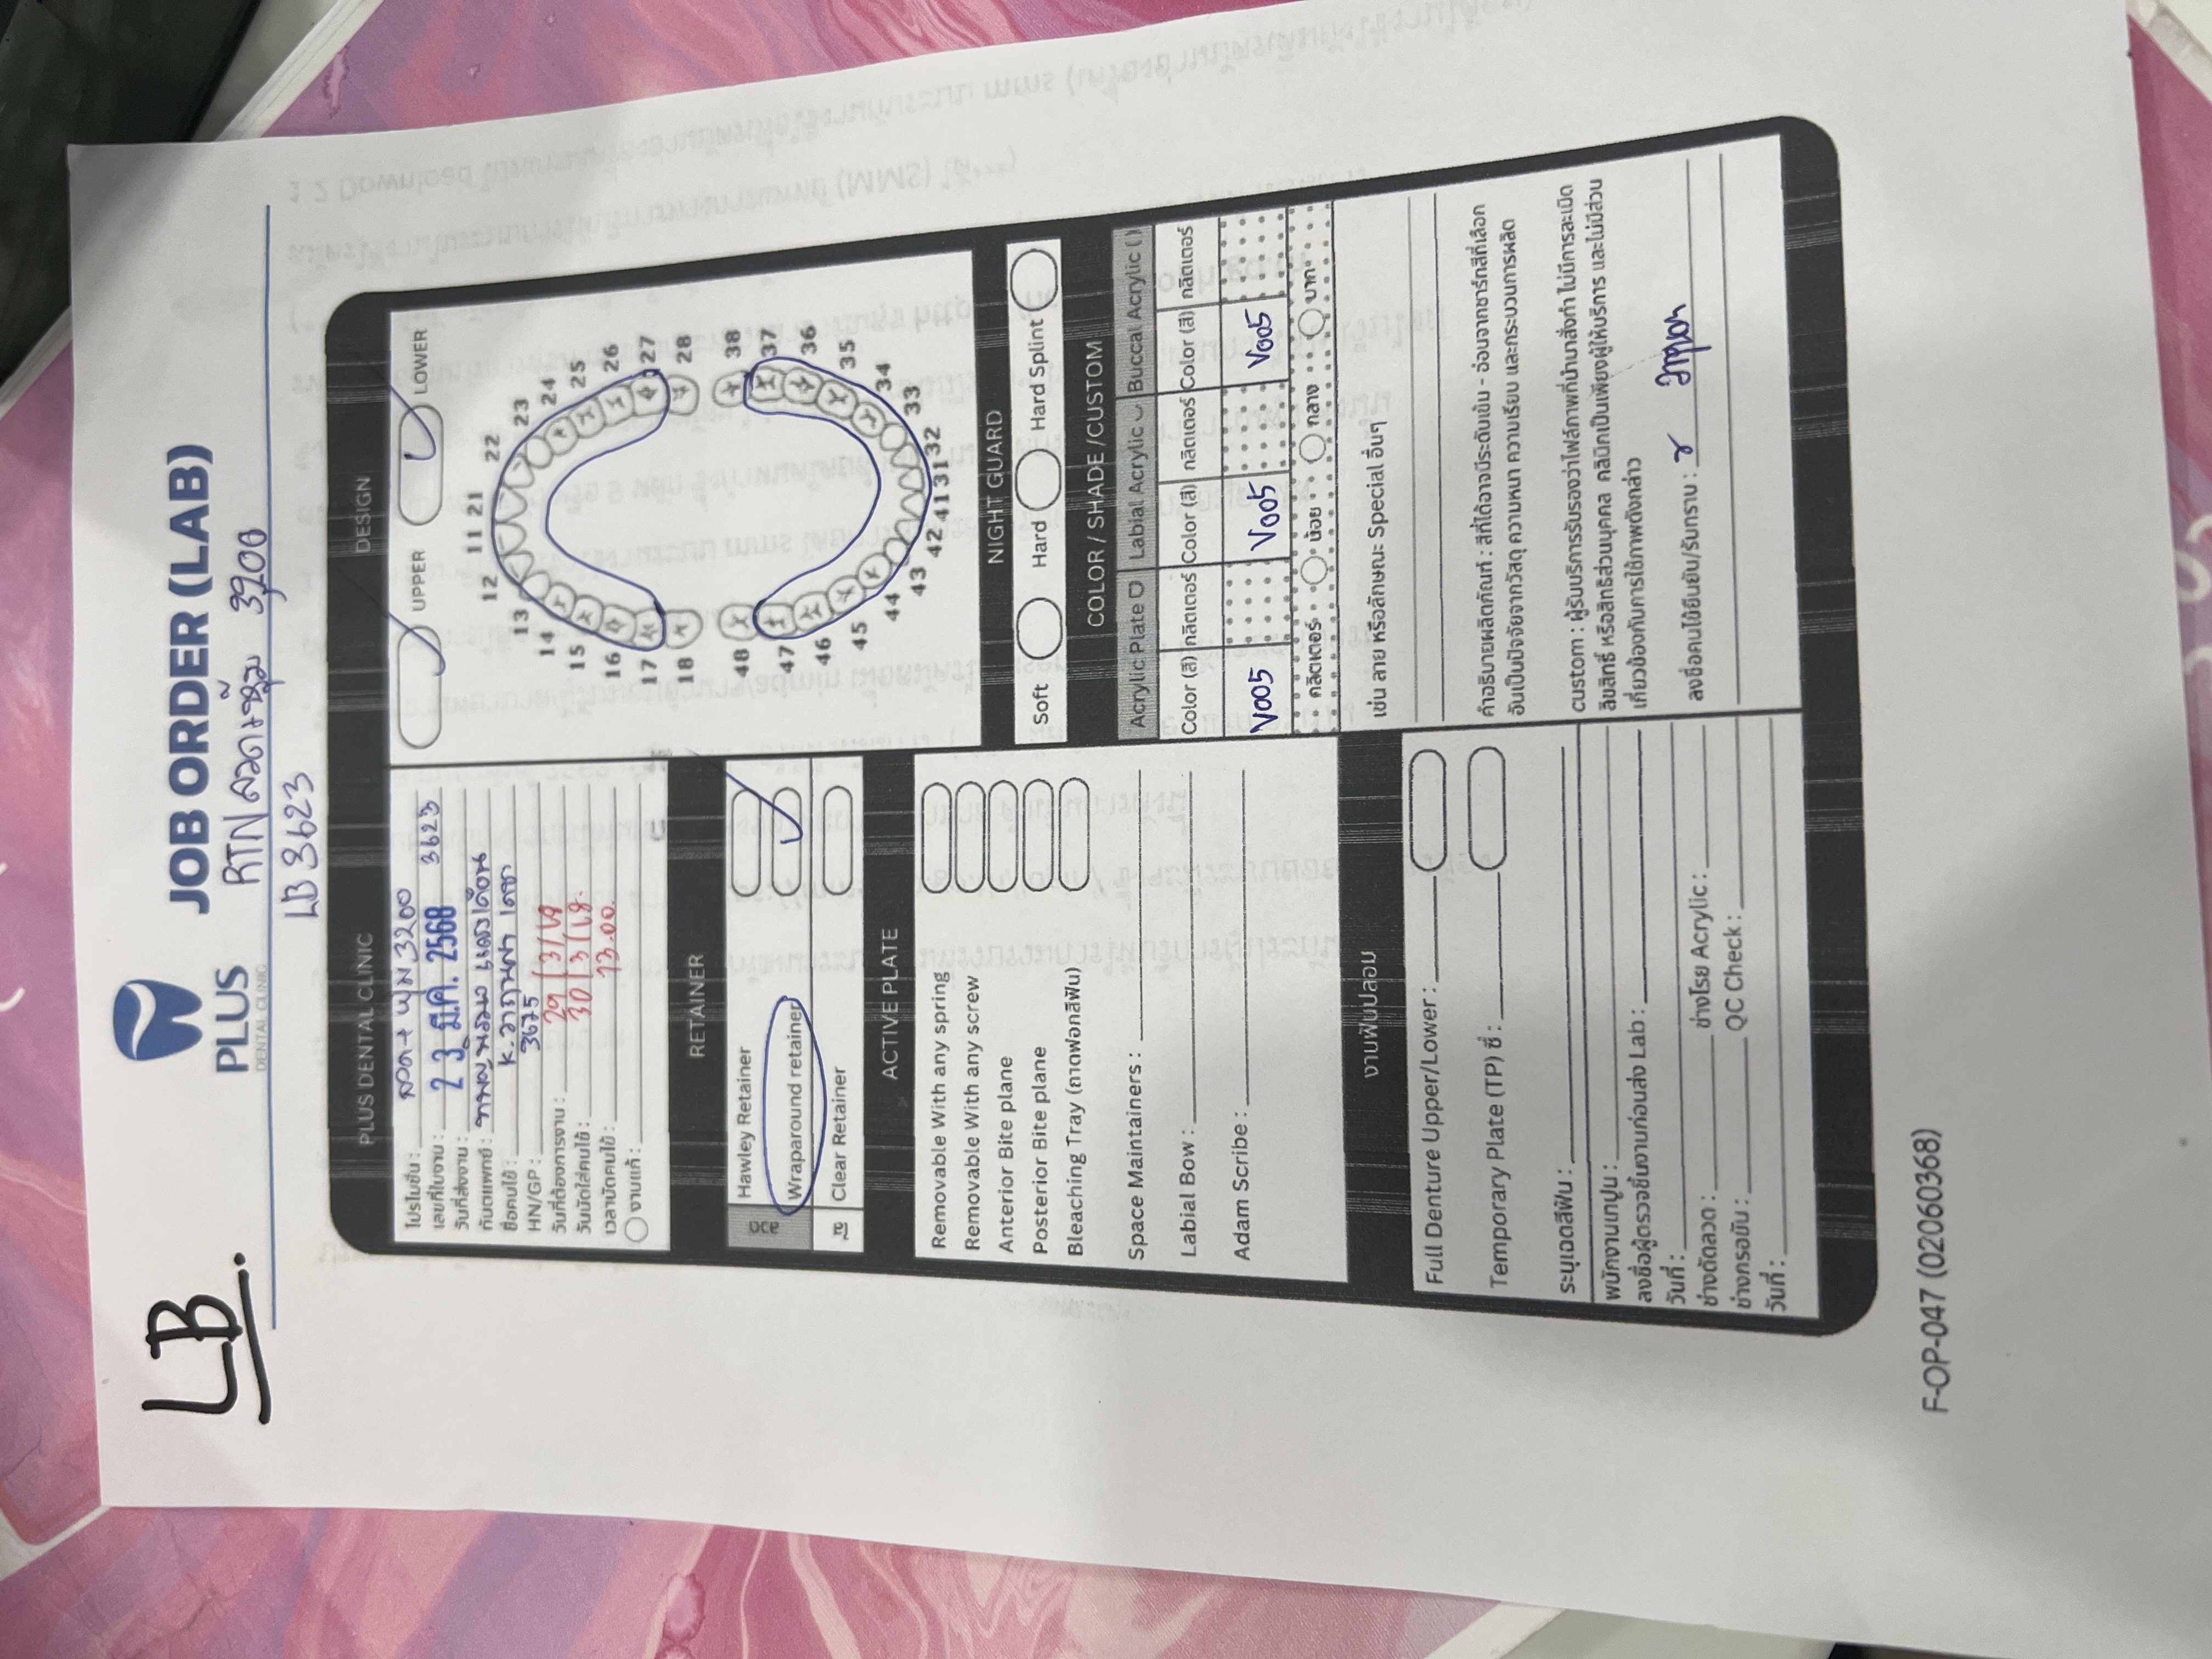 LB.
PLUS
DENTAL CLINIC
JOB ORDER (LAB)
RTN ลวด+หุ้ม 3200
LB 3623
PLUS DENTAL CLINIC
โปรโมชั่น : ลวด+ 3200
เลขที่ใบงาน : 3623
วันที่ส่งงาน : 2 3 มี.ค. 2568
ทันตแพทย์ :
ชื่อคนไข้ : K.
HN/GP : 3675
วันที่ต้องการงาน : 29/3/68
วันนัดใส่คนไข้ : 30/3/68.
เวลานัดคนไข้ : 13.00.
งานแก้ :
RETAINER
ลวด
Hawley Retainer
Wraparound retainer
ใส
Clear Retainer
ACTIVE PLATE
Removable With any spring
Removable With any screw
Anterior Bite plane
Posterior Bite plane
Bleaching Tray (ถาดฟอกสีฟัน)
Space Maintainers :
Labial Bow :
Adam Scribe :
DESIGN
UPPER LOWER
12 11 21 22
13 23
14 24
15 25
16 26
17 27
18 28
48 38
47 37
46 36
45 35
44 34
43 33
42 41 31 32
NIGHT GUARD
Soft Hard Hard Splint
COLOR / SHADE /CUSTOM
Acrylic Plate Labial Acrylic Buccal Acrylic ( )
Color (สี) กลิตเตอร์ Color (สี) กลิตเตอร์ Color (สี) กลิตเตอร์
V005 V005 V005
กลิตเตอร์ น้อย กลาง มาก
เช่น ลาย หรือลักษณะ Special อื่นๆ
งานฟันปลอม
Full Denture Upper/Lower :
Temporary Plate (TP) ซี่ :
ระบุเฉดสีฟัน :
พนักงานเทปูน :
ลงชื่อผู้ตรวจชิ้นงานก่อนส่ง Lab :
วันที่ :
ช่างดัดลวด : ช่างโรย Acrylic :
ช่างกรอขัด : QC Check :
วันที่ :
คำอธิบายผลิตภัณฑ์ : สีที่ได้อาจมีระดับเข้ม - อ่อนจากชาร์ทสีที่เลือก
อันเป็นปัจจัยจากวัสดุ ความหนา ความเรียบ และกระบวนการผลิต
custom : ผู้รับบริการรับรองว่าไฟล์ภาพที่นำมาสั่งทำ ไม่มีการละเมิด
ลิขสิทธิ์ หรือสิทธิส่วนบุคคล คลินิกเป็นเพียงผู้ให้บริการ และไม่มีส่วน
เกี่ยวข้องกับการใช้ภาพดังกล่าว
ลงชื่อคนไข้ยืนยัน/รับทราบ :
F-OP-047 (02060368)